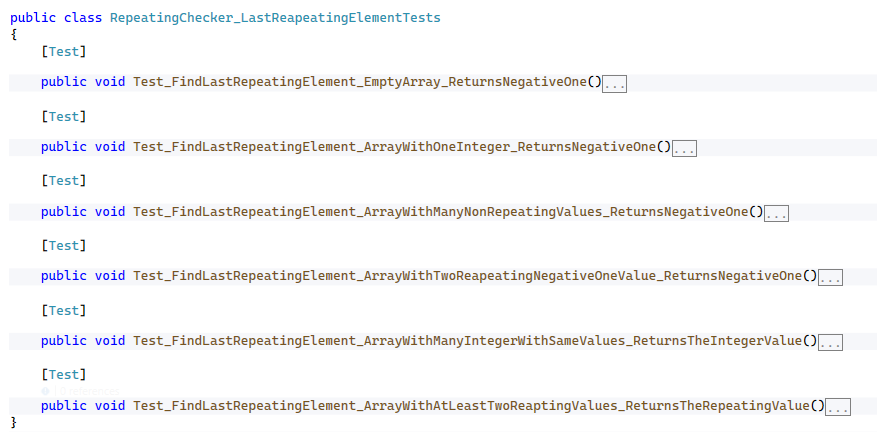 public class RepeatingChecker_LastReapeatingElementTests
{
[Test]
public void Test_FindLastRepeatingElement_EmptyArray_ReturnsNegativeOne()...
[Test]
public void Test_FindLastRepeatingElement_ArrayWithOneInteger_ReturnsNegativeOne()...
[Test]
public void Test_FindLastRepeatingElement_ArrayWithManyNonRepeatingValues_ReturnsNegativeOne()...
[Test]
public void Test_FindLastRepeatingElement_ArrayWithTwoReapeatingNegativeOneValue_ReturnsNegativeOne()...
[Test]
public void Test_FindLastRepeatingElement_ArrayWithManyIntegerWithSameValues_ReturnsTheIntegerValue()...
[Test]
public void Test_FindLastRepeatingElement_ArrayWithAtLeastTwoReaptingValues_ReturnsTheRepeatingValue()...
}